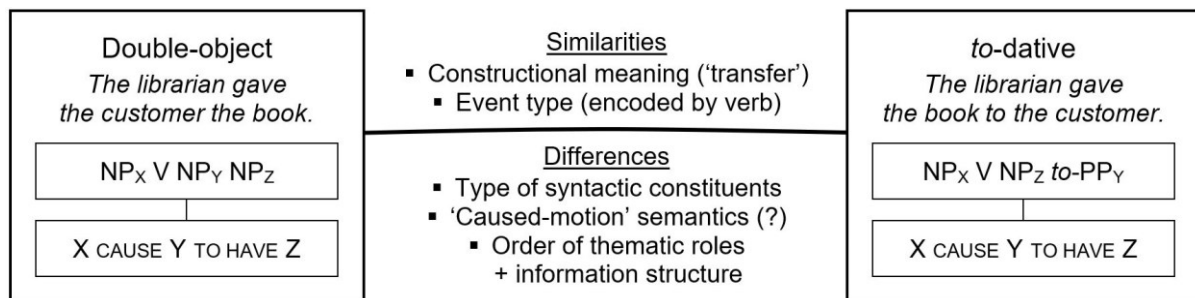 Double-object
The librarian gave
the customer the book.
NPX V NPY NPZ
X CAUSE Y TO HAVE Z
Similarities
▪ Constructional meaning (‘transfer’)
▪ Event type (encoded by verb)
Differences
▪ Type of syntactic constituents
▪ ‘Caused-motion’ semantics (?)
▪ Order of thematic roles
+ information structure
to-dative
The librarian gave
the book to the customer.
NPX V NPZ to-PPY
X CAUSE Y TO HAVE Z